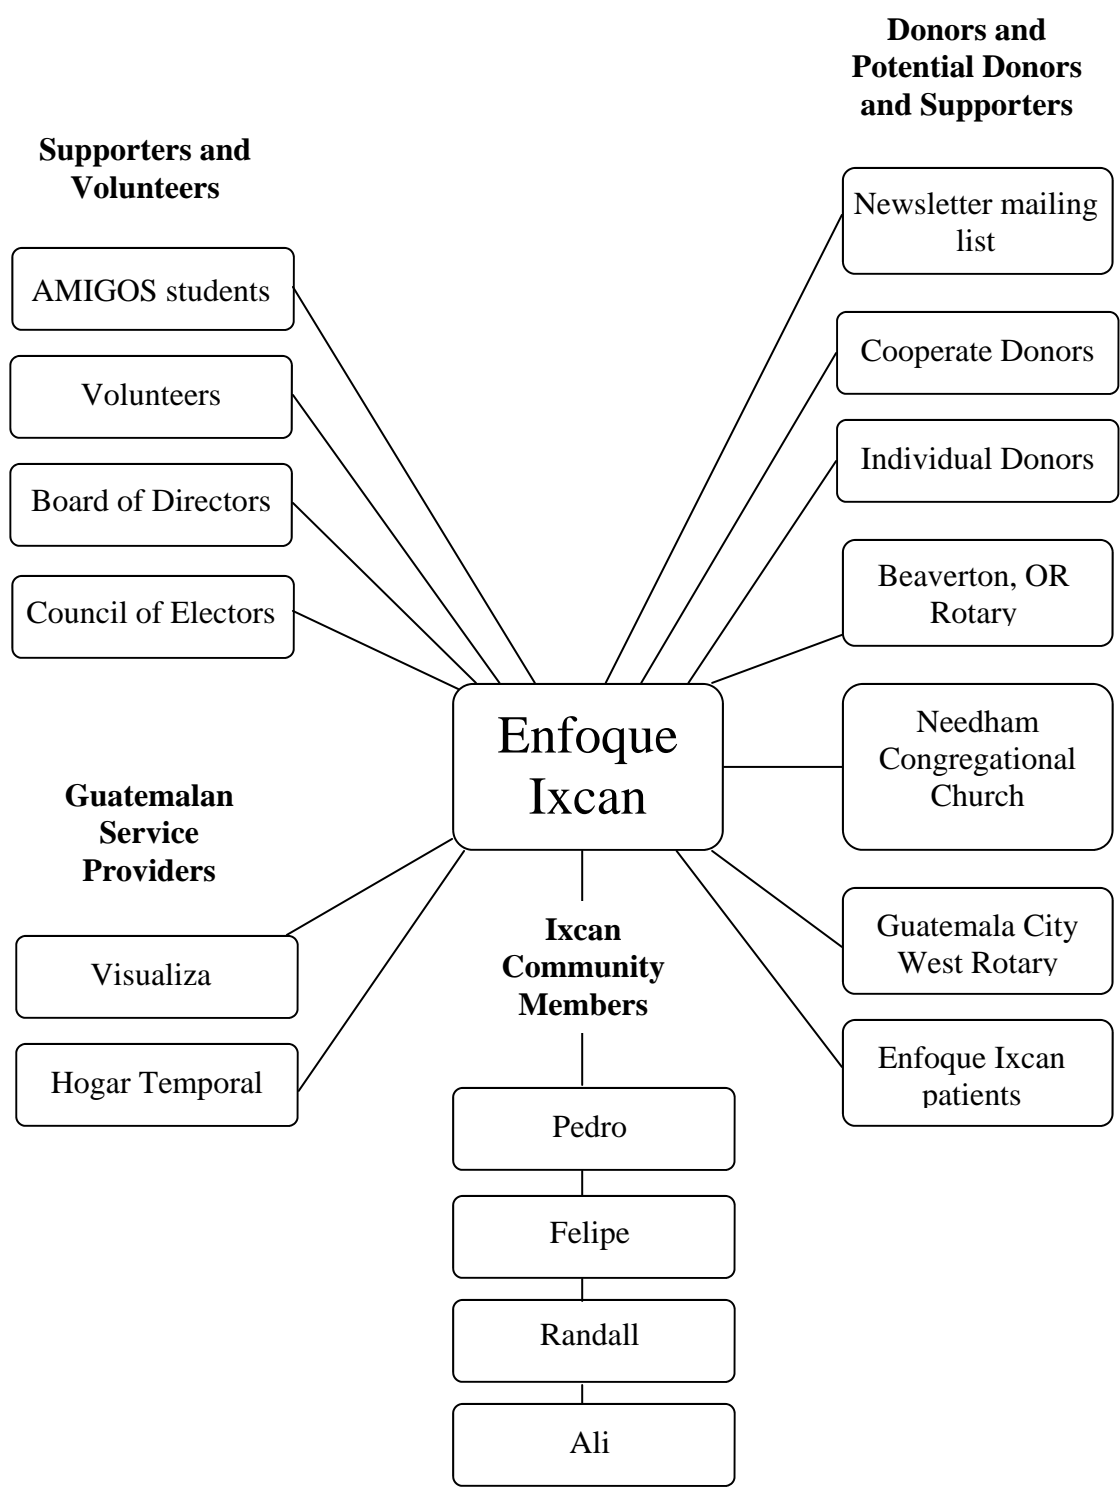 Supporters and
Volunteers
AMIGOS students
Volunteers
Board of Directors
Council of Electors
Donors and
Potential Donors
and Supporters
Newsletter mailing
list
Cooperate Donors
Individual Donors
Beaverton, OR
Rotary
Needham
Congregational
Church
Guatemala City
West Rotary
Enfoque Ixcan
patients
Enfoque
Ixcan
Guatemalan
Service
Providers
Visualiza
Hogar Temporal
Ixcan
Community
Members
Pedro
Felipe
Randall
Ali